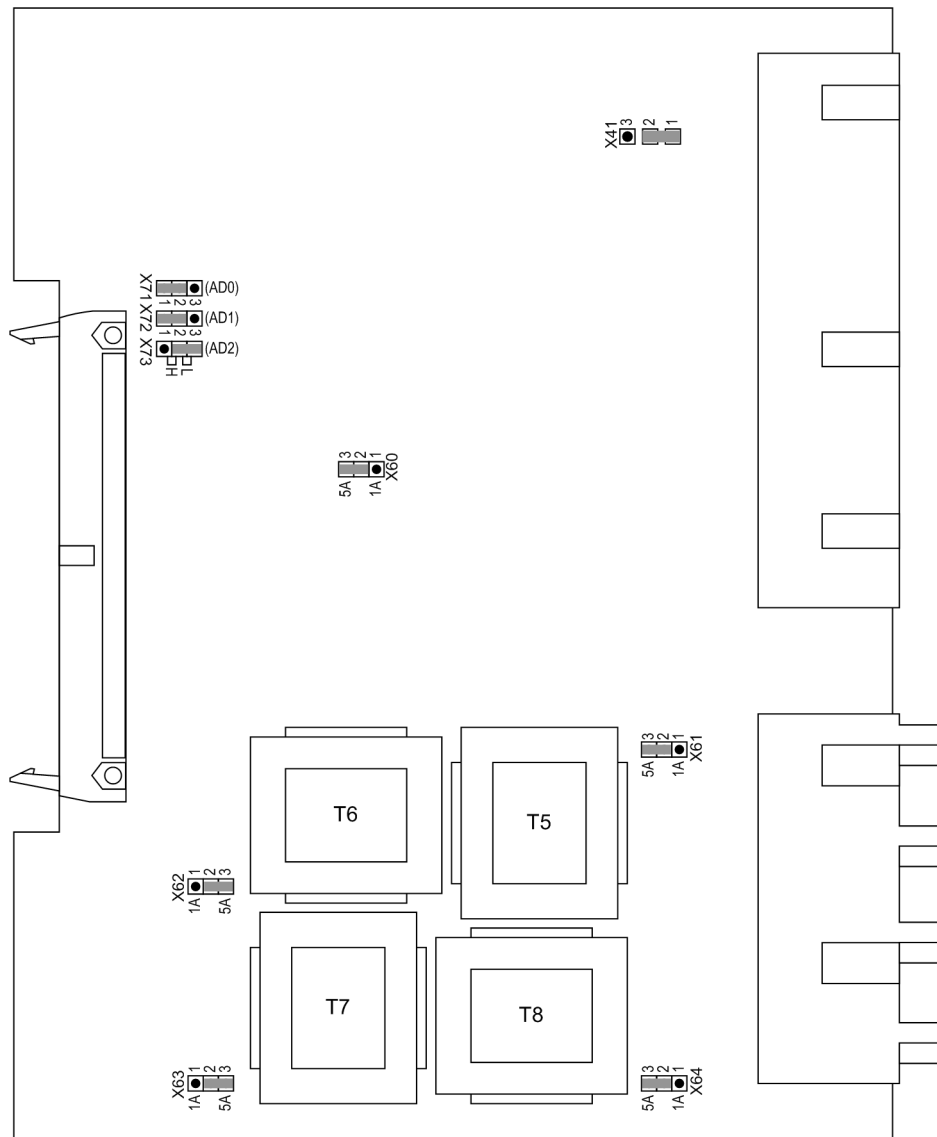 X41
3 2 1
X71
(AD0)
1 2 3
X72
(AD1)
1 2 3
X73
(AD2)
H L
3 2 1
X60
5A 1A
T6
T5
3 2 1
X61
5A 1A
X62
1 2 3
1A 5A
T7
T8
X63
1 2 3
1A 5A
3 2 1
X64
5A 1A